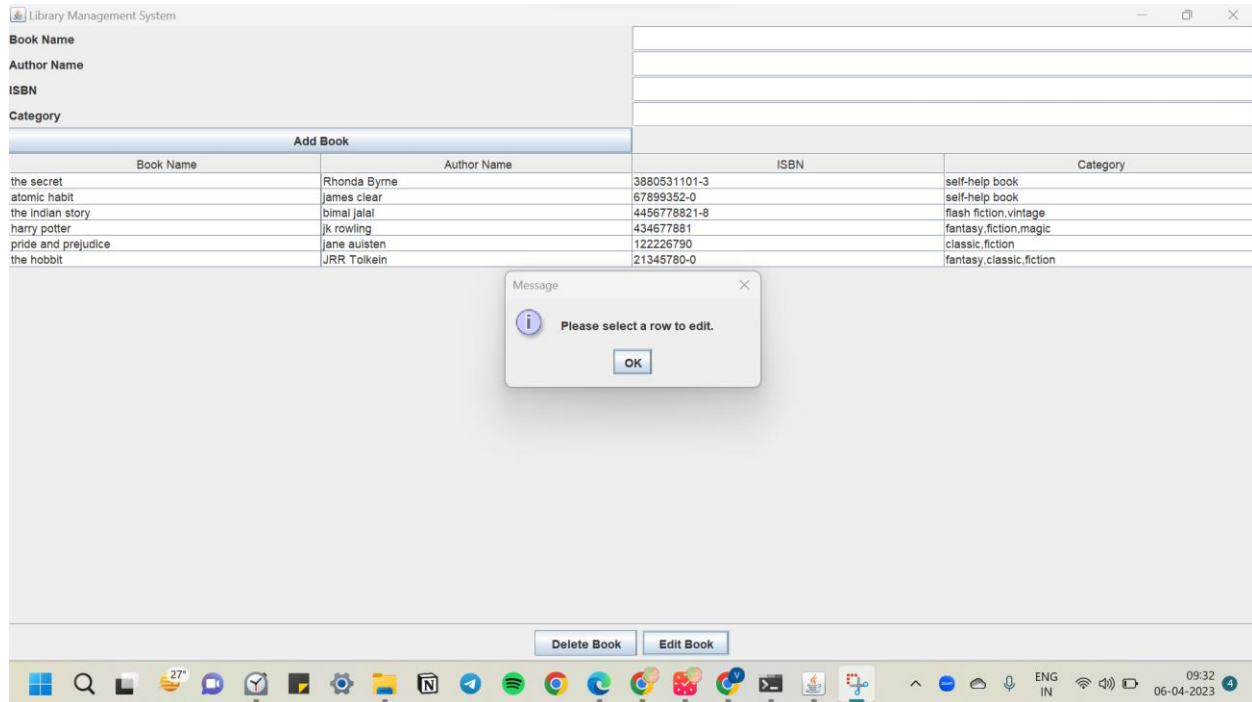 Library Management System
Book Name
Author Name
ISBN
Category
Add Book
Book Name Author Name ISBN Category
the secret Rhonda Byrne 3880531101-3 self-help book
atomic habit james clear 67899352-0 self-help book
the indian story bimal jalal 4456778821-8 flash fiction,vintage
harry potter jk rowling 434677881 fantasy,fiction,magic
pride and prejudice jane auisten 122226790 classic,fiction
the hobbit JRR Tolkein 21345780-0 fantasy,classic,fiction
Message
Please select a row to edit.
OK
Delete Book Edit Book
27°
ENG
IN
09:32
06-04-2023
4